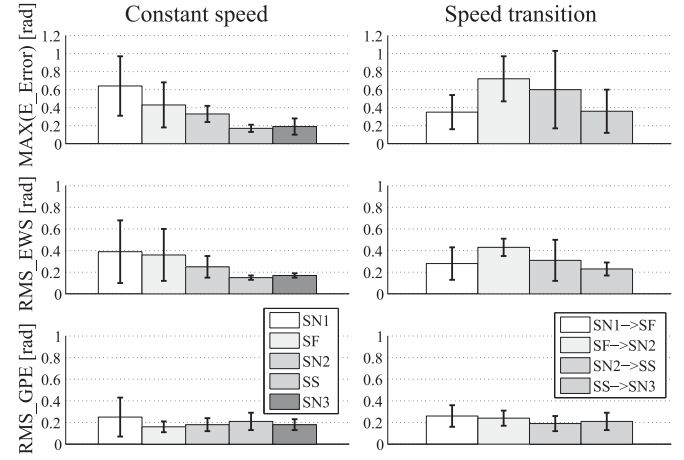 Constant speed
Speed transition
MAX(E_Error) [rad]
1.2
1
0.8
0.6
0.4
0.2
0
1.2
1
0.8
0.6
0.4
0.2
0
RMS_EWS [rad]
1
0.8
0.6
0.4
0.2
0
1
0.8
0.6
0.4
0.2
0
RMS_GPE [rad]
1
0.8
0.6
0.4
0.2
0
SN1
SF
SN2
SS
SN3
1
0.8
0.6
0.4
0.2
0
SN1->SF
SF->SN2
SN2->SS
SS->SN3